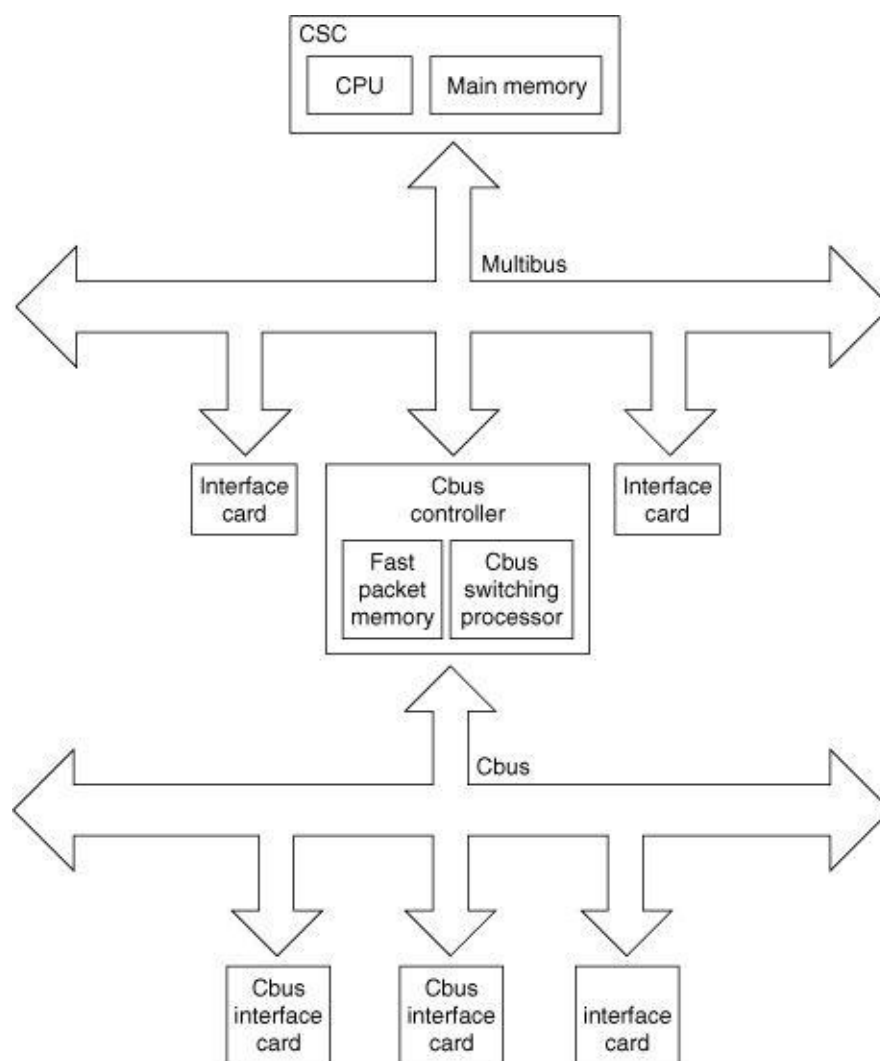 CSC
CPU
Main memory
Multibus
Interface
card
Cbus
controller
Interface
card
Fast
packet
memory
Cbus
switching
processor
Cbus
Cbus
interface
card
Cbus
interface
card
interface
card